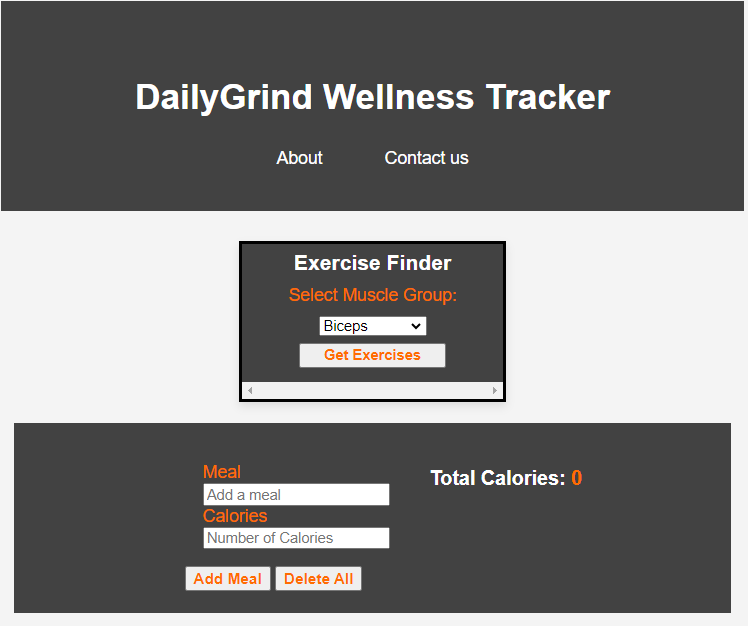 DailyGrind Wellness Tracker
About Contact us
Exercise Finder
Select Muscle Group:
Biceps
Get Exercises
Meal
Add a meal
Calories
Number of Calories
Add Meal Delete All
Total Calories: 0